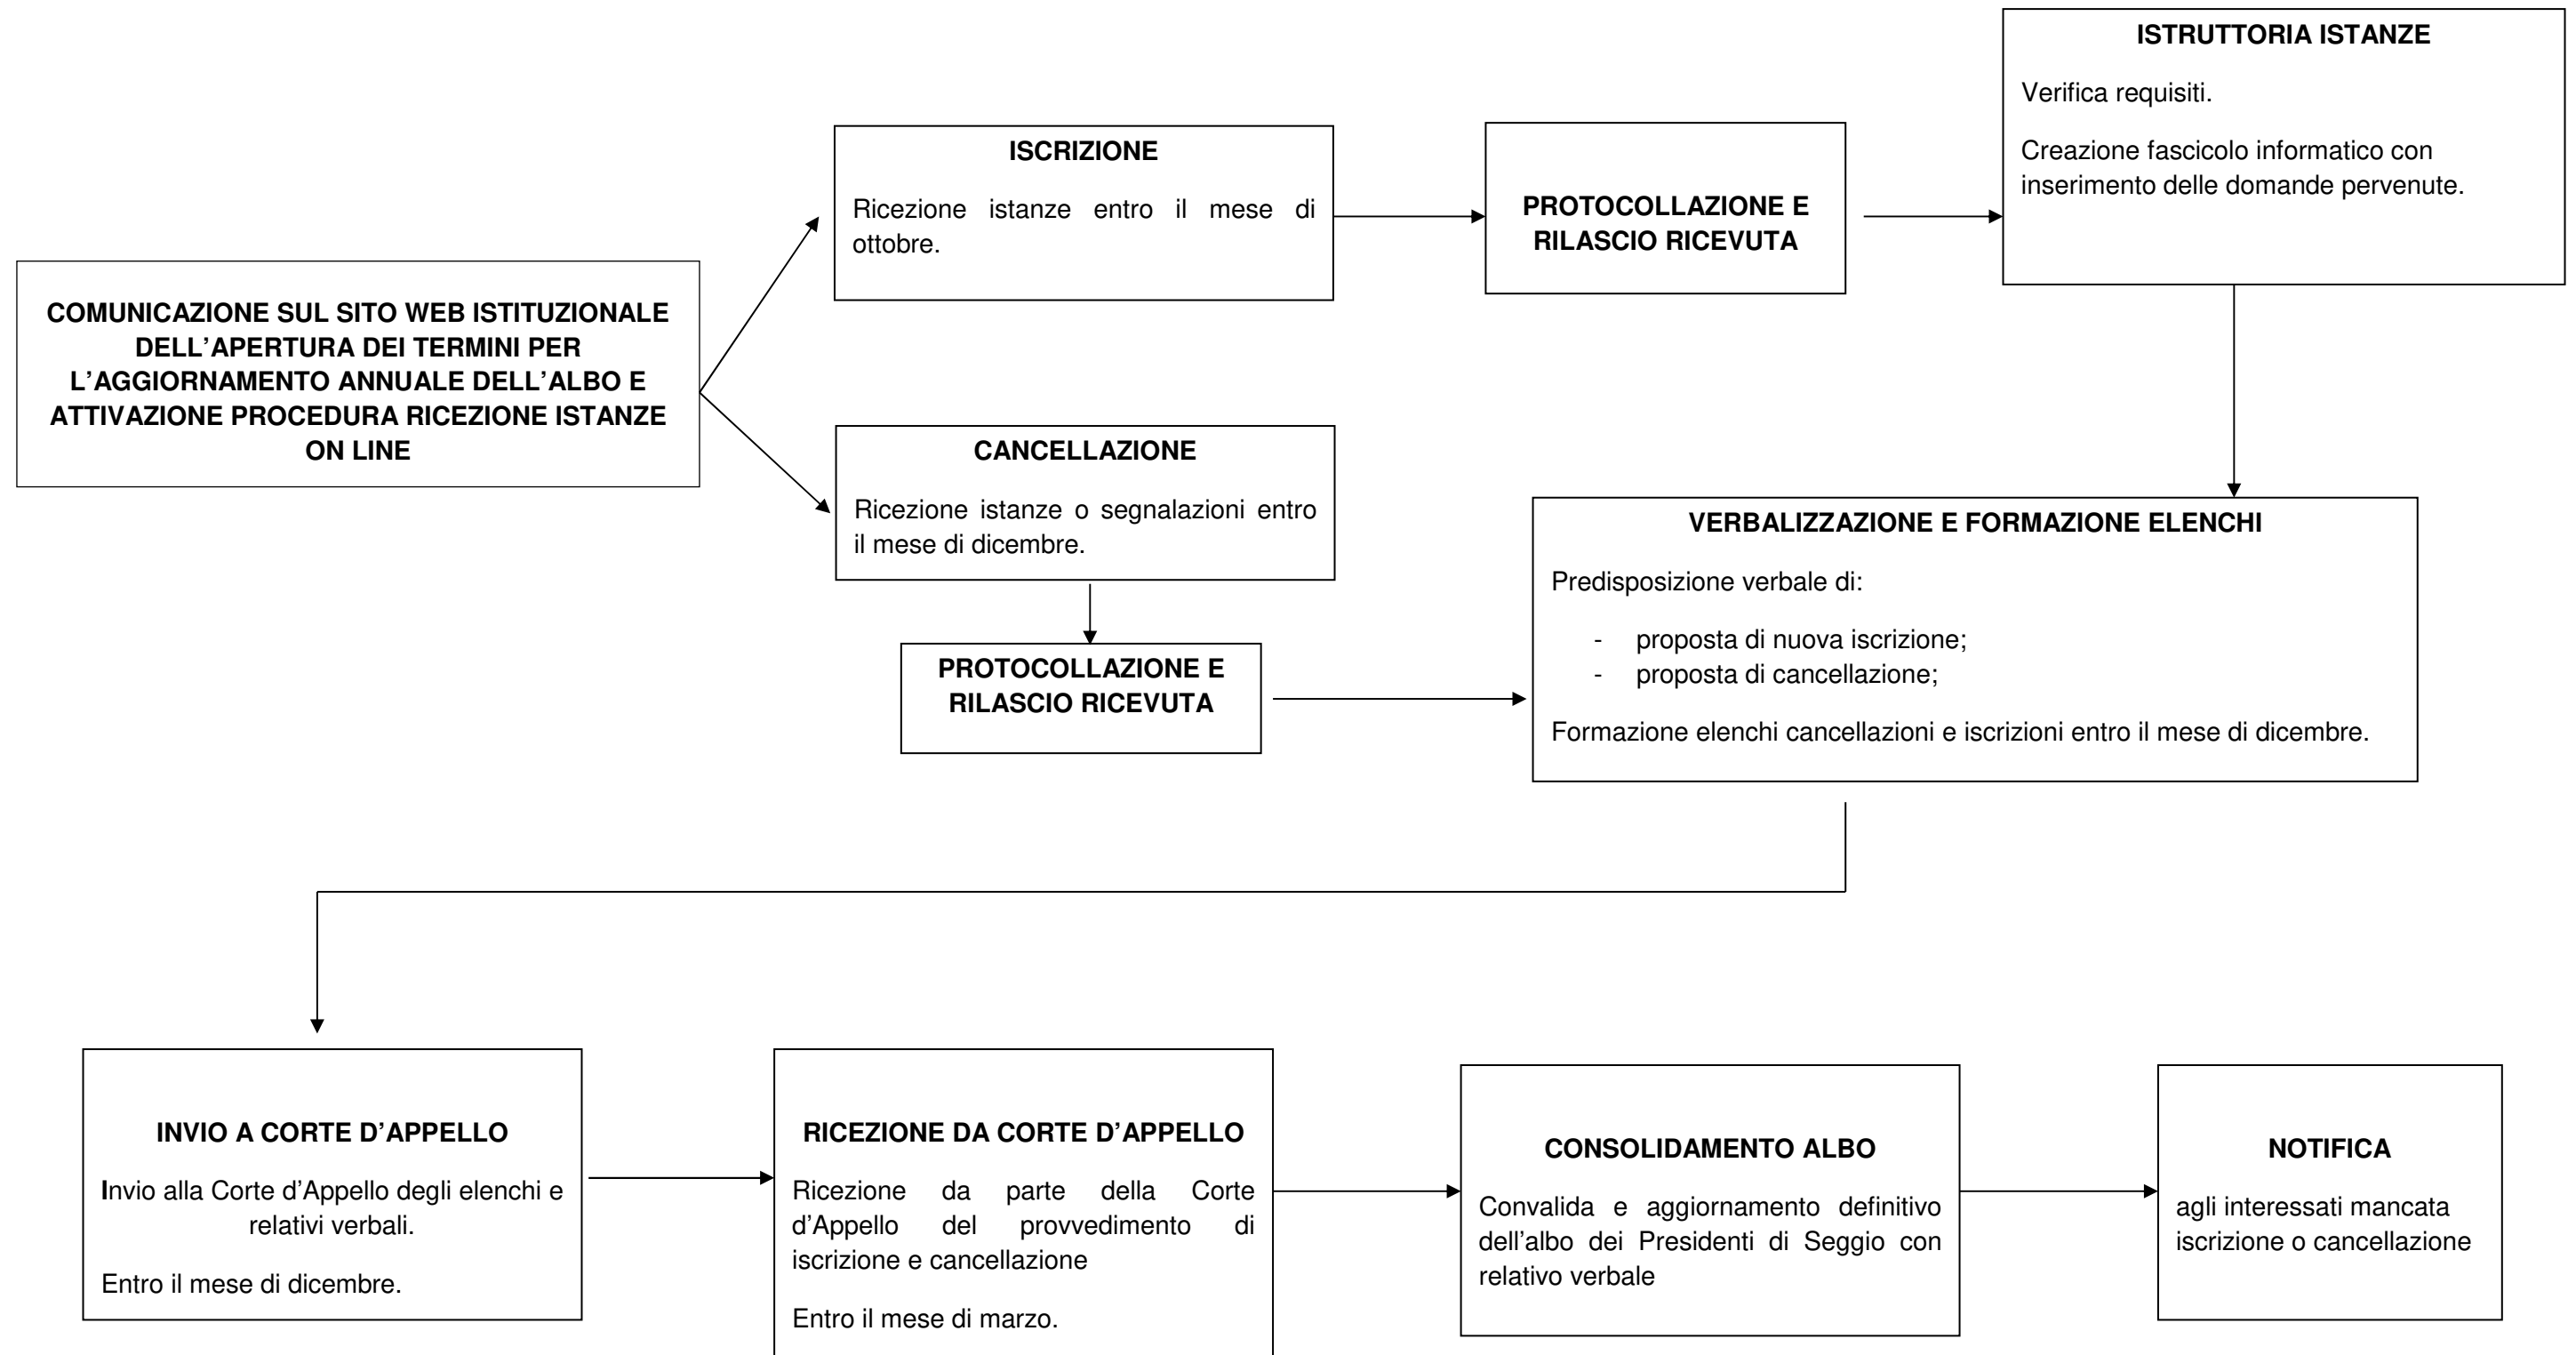 COMUNICAZIONE SUL SITO WEB ISTITUZIONALE
DELL’APERTURA DEI TERMINI PER
L’AGGIORNAMENTO ANNUALE DELL’ALBO E
ATTIVAZIONE PROCEDURA RICEZIONE ISTANZE
ON LINE
ISCRIZIONE
Ricezione istanze entro il mese di
ottobre.
PROTOCOLLAZIONE E
RILASCIO RICEVUTA
ISTRUTTORIA ISTANZE
Verifica requisiti.
Creazione fascicolo informatico con
inserimento delle domande pervenute.
CANCELLAZIONE
Ricezione istanze o segnalazioni entro
il mese di dicembre.
PROTOCOLLAZIONE E
RILASCIO RICEVUTA
VERBALIZZAZIONE E FORMAZIONE ELENCHI
Predisposizione verbale di:
- proposta di nuova iscrizione;
- proposta di cancellazione;
Formazione elenchi cancellazioni e iscrizioni entro il mese di dicembre.
INVIO A CORTE D’APPELLO
Invio alla Corte d’Appello degli elenchi e
relativi verbali.
Entro il mese di dicembre.
RICEZIONE DA CORTE D’APPELLO
Ricezione da parte della Corte
d’Appello del provvedimento di
iscrizione e cancellazione
Entro il mese di marzo.
CONSOLIDAMENTO ALBO
Convalida e aggiornamento definitivo
dell’albo dei Presidenti di Seggio con
relativo verbale
NOTIFICA
agli interessati mancata
iscrizione o cancellazione